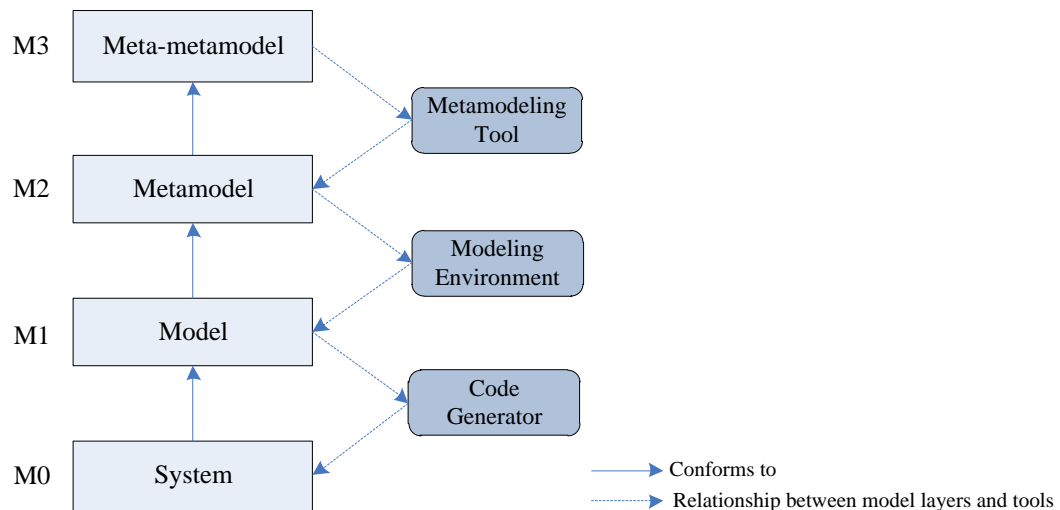 M3
Meta-metamodel
Metamodeling
Tool
M2
Metamodel
Modeling
Environment
M1
Model
Code
Generator
M0
System
Conforms to
Relationship between model layers and tools